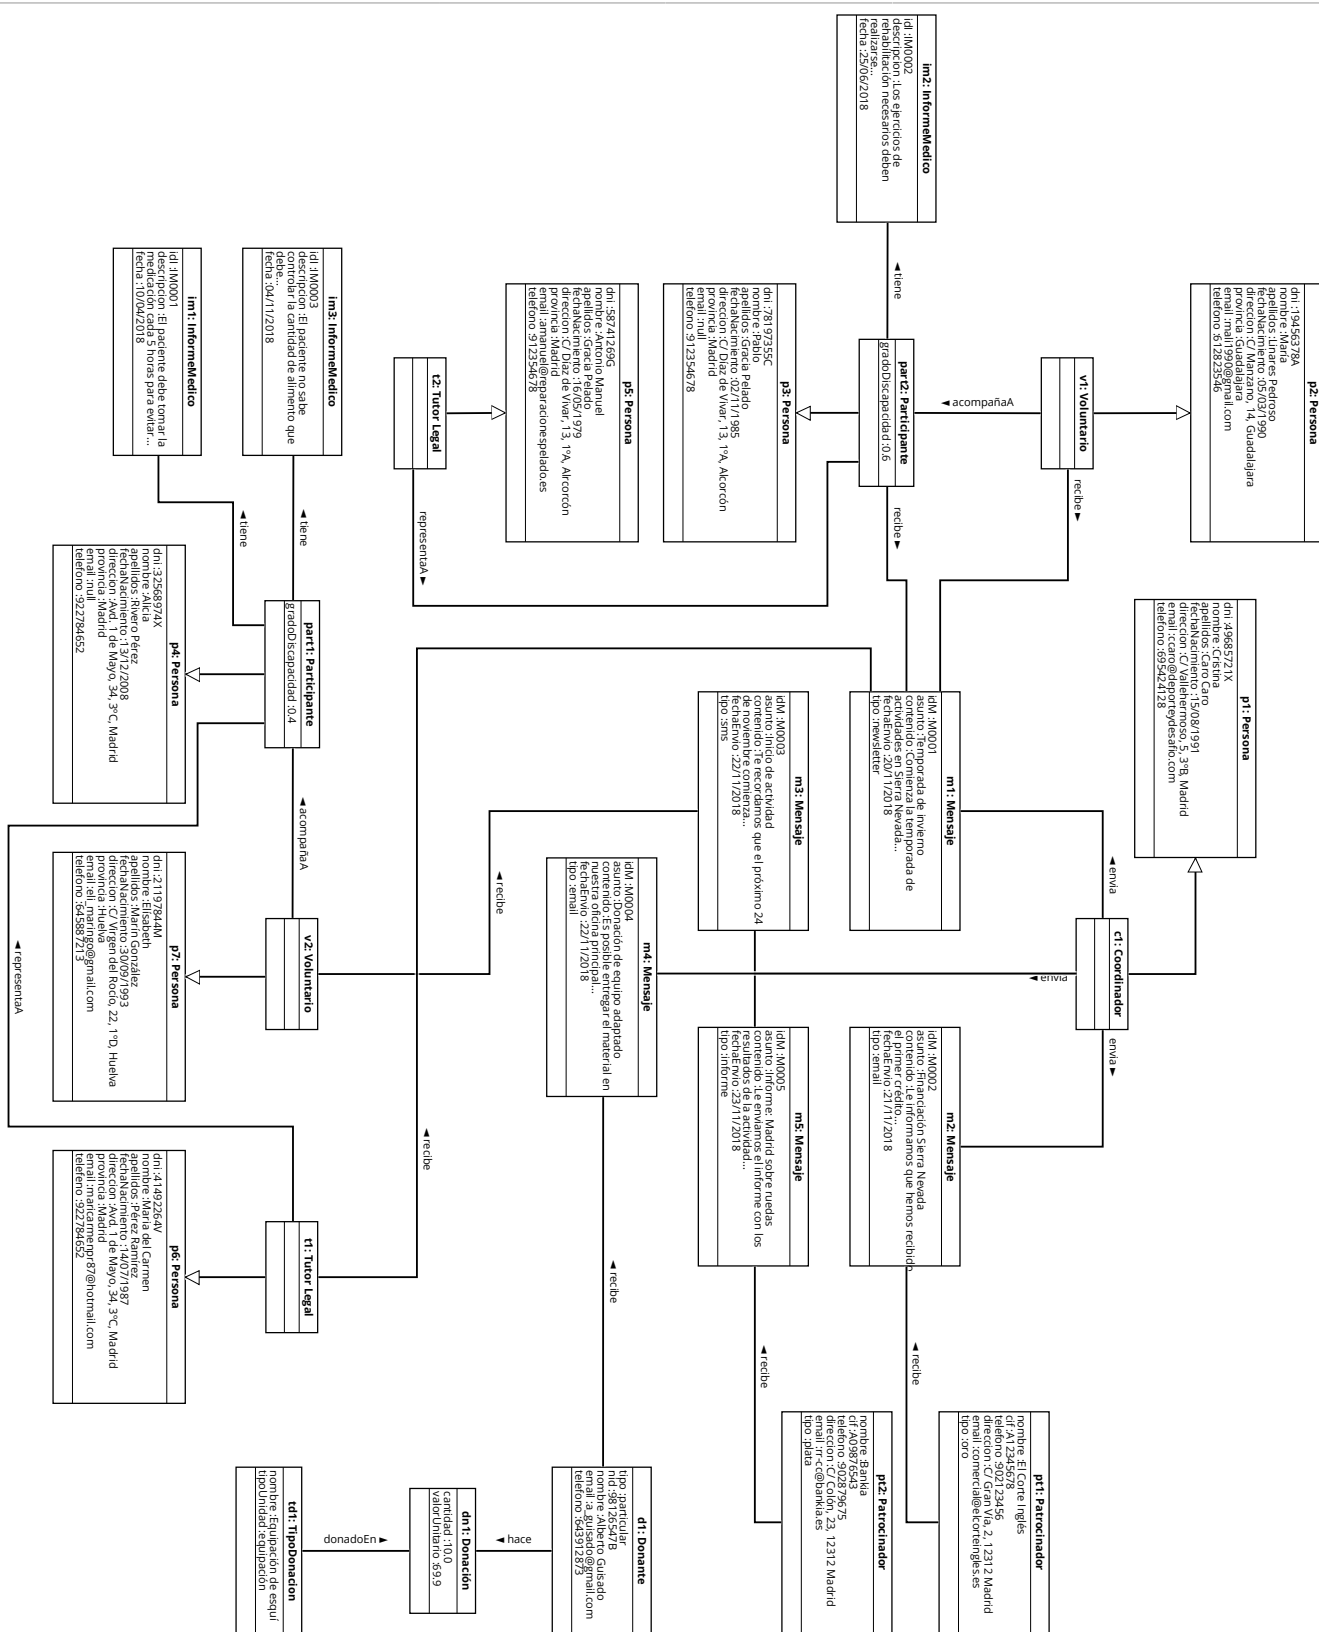 im2: InformeMedico
idI :IM0002
descripcion :Los ejercicios de
rehabilitación necesarios deben
realizarse...
fecha :25/06/2018
◄ tiene
p2: Persona
dni :19456378A
nombre :María
apellidos :Linares Pedroso
fechaNacimiento :05/03/1990
direccion :C/ Manzano, 14, Guadalajara
provincia :Guadalajara
email :mali1990@gmail.com
telefono :612823546
v1: Voluntario
◄ acompañaA
recibe ►
part2: Participante
gradoDiscapacidad :0.6
recibe ►
p3: Persona
dni :78197355C
nombre :Pablo
apellidos :Gracia Pelado
fechaNacimiento :02/11/1985
direccion :C/ Díaz de Vivar, 13, 1ºA, Alcorcón
provincia :Madrid
email :null
telefono :912354678
p5: Persona
dni :58741269G
nombre :Antonio Manuel
apellidos :Gracia Pelado
fechaNacimiento :16/05/1979
direccion :C/ Díaz de Vivar, 13, 1ºA, Alrcorcón
provincia :Madrid
email :amanuel@reparacionespelado.es
telefono :912354678
t2: Tutor Legal
representaA ►
im3: InformeMedico
idI :IM0003
descripcion :El paciente no sabe
controlar la cantidad de alimento que
debe...
fecha :04/11/2018
◄ tiene
im1: InformeMedico
idI :IM0001
descripcion :El paciente debe tomar la
medicación cada 5 horas para evitar...
fecha :10/04/2018
◄ tiene
p1: Persona
dni :49685721X
nombre :Cristina
apellidos :Caro Caro
fechaNacimiento :15/08/1991
direccion :C/ Vallehermoso, 5, 3ºB, Madrid
email :ccaro@deporteydesafio.com
telefono :695424128
part1: Participante
gradoDiscapacidad :0.4
◄ acompañaA
p4: Persona
dni :32568974X
nombre :Alicia
apellidos :Rivero Pérez
fechaNacimiento :13/12/2008
direccion :Avd. 1 de Mayo, 34, 3ºC, Madrid
provincia :Madrid
email :null
telefono :922784652
m1: Mensaje
idM :M0001
asunto :Temporada de invierno
contenido :Comienza la temporada de
actividades en Sierra Nevada...
fechaEnvio :20/11/2018
tipo :newsletter
m3: Mensaje
idM :M0003
asunto :Inicio de actividad
contenido :Te recordamos que el próximo 24
de noviembre comienza...
fechaEnvio :22/11/2018
tipo :sms
◄ envia
c1: Coordinador
◄ envia
envia ►
m4: Mensaje
idM :M0004
asunto :Donación de equipo adaptado
contenido :Es posible entregar el material en
nuestra oficina principal...
fechaEnvio :22/11/2018
tipo :email
◄ recibe
v2: Voluntario
p7: Persona
dni :21197844M
nombre :Elisabeth
apellidos :Marín González
fechaNacimiento :30/09/1993
direccion :C/ Virgen del Rocío, 22, 1ºD, Huelva
provincia :Huelva
email :eli_maringo@gmail.com
telefono :645887213
◄ representaA
m2: Mensaje
idM :M0002
asunto :Financiación Sierra Nevada
contenido :Le informamos que hemos recibido
el primer crédito...
fechaEnvio :21/11/2018
tipo :email
m5: Mensaje
idM :M0005
asunto :Informe: Madrid sobre ruedas
contenido :Le enviamos el informe con los
resultados de la actividad...
fechaEnvio :23/11/2018
tipo :informe
◄ recibe
t1: Tutor Legal
p6: Persona
dni :41492264V
nombre :Maria del Carmen
apellidos :Pérez Ramírez
fechaNacimiento :14/07/1987
direccion :Avd. 1 de Mayo, 34, 3ºC, Madrid
provincia :Madrid
email :maricarmenpr87@hotmail.com
telefeno :922784652
◄ recibe
◄ recibe
◄ recibe
pt1: Patrocinador
nombre :El Corte Inglés
cif :A12345678
telefono :902123456
direccion :C/ Gran Vía, 2, 12312 Madrid
email :comercial@elcorteingles.es
tipo :oro
pt2: Patrocinador
nombre :Bankia
cif :A09876543
telefono :902879675
direccion :C/ Colón, 23, 12312 Madrid
email :rr-cc@bankia.es
tipo :plata
d1: Donante
tipo :particular
nid :98126547B
nombre :Alberto Guisado
email :a_guisado@gmail.com
telefono :643912873
◄ hace
dn1: Donación
cantidad :10.0
valorUnitario :69.9
donadoEn ►
td1: TipoDonacion
nombre :Equipación de esquí
tipoUnidad :equipación